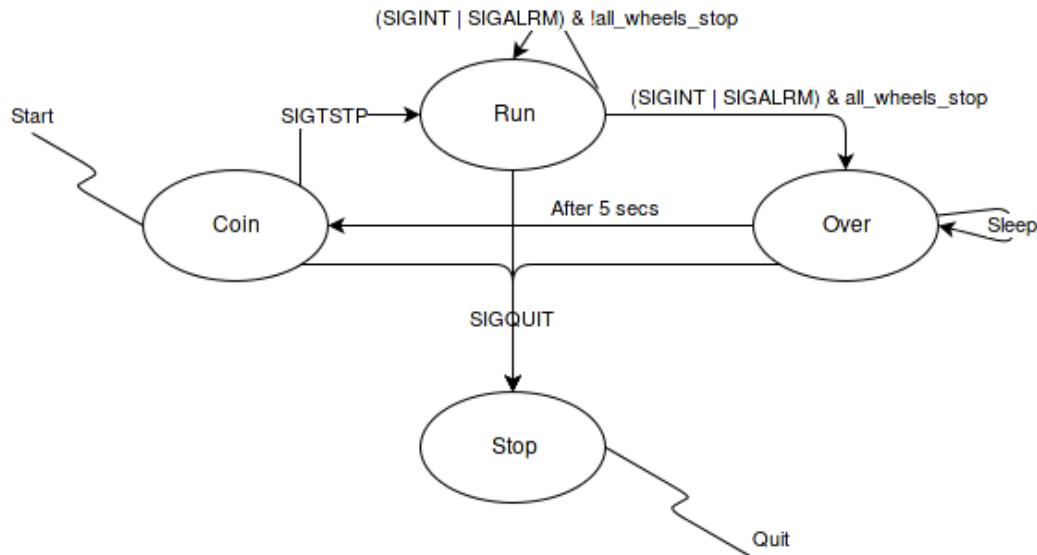 (SIGINT | SIGALRM) & !all_wheels_stop
(SIGINT | SIGALRM) & all_wheels_stop
Start
SIGTSTP
Run
Coin
After 5 secs
Over
Sleep
SIGQUIT
Stop
Quit